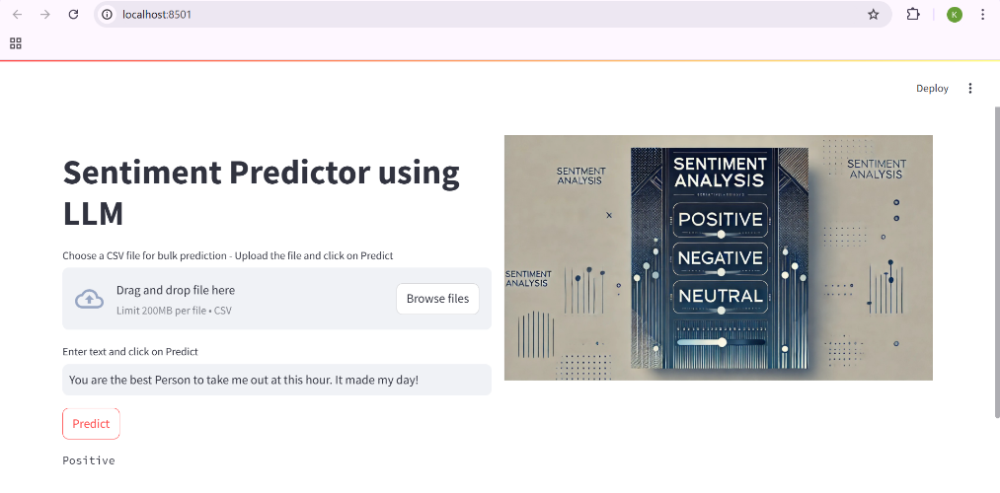 localhost:8501
K
Deploy
Sentiment Predictor using
LLM
Choose a CSV file for bulk prediction - Upload the file and click on Predict
Drag and drop file here
Limit 200MB per file • CSV
Browse files
Enter text and click on Predict
You are the best Person to take me out at this hour. It made my day!
Predict
Positive
SENTMENT
ANALYSIS
SENTIMENT
ANALYSIS
SENTIMENT
ANALYSIS
POSITIVE
NEGATIVE
NEUTRAL
SENTIMENT
ANALYSIS